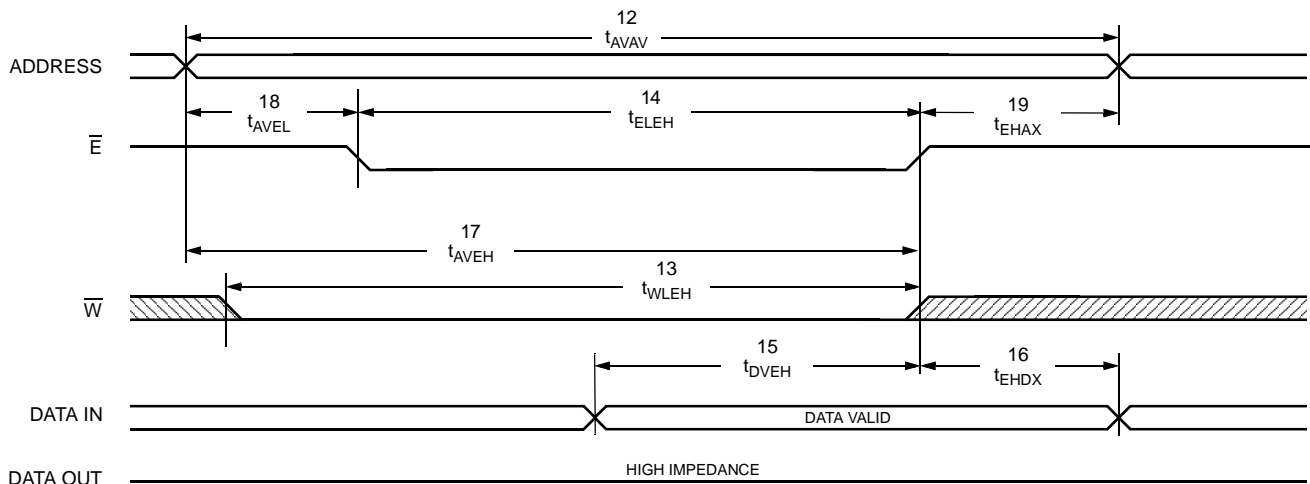 12
tAVAV
ADDRESS
18
tAVEL
14
tELEH
19
tEHAX
E
17
tAVEH
13
tWLEH
W
15
tDVEH
16
tEHDX
DATA IN
DATA VALID
DATA OUT
HIGH IMPEDANCE